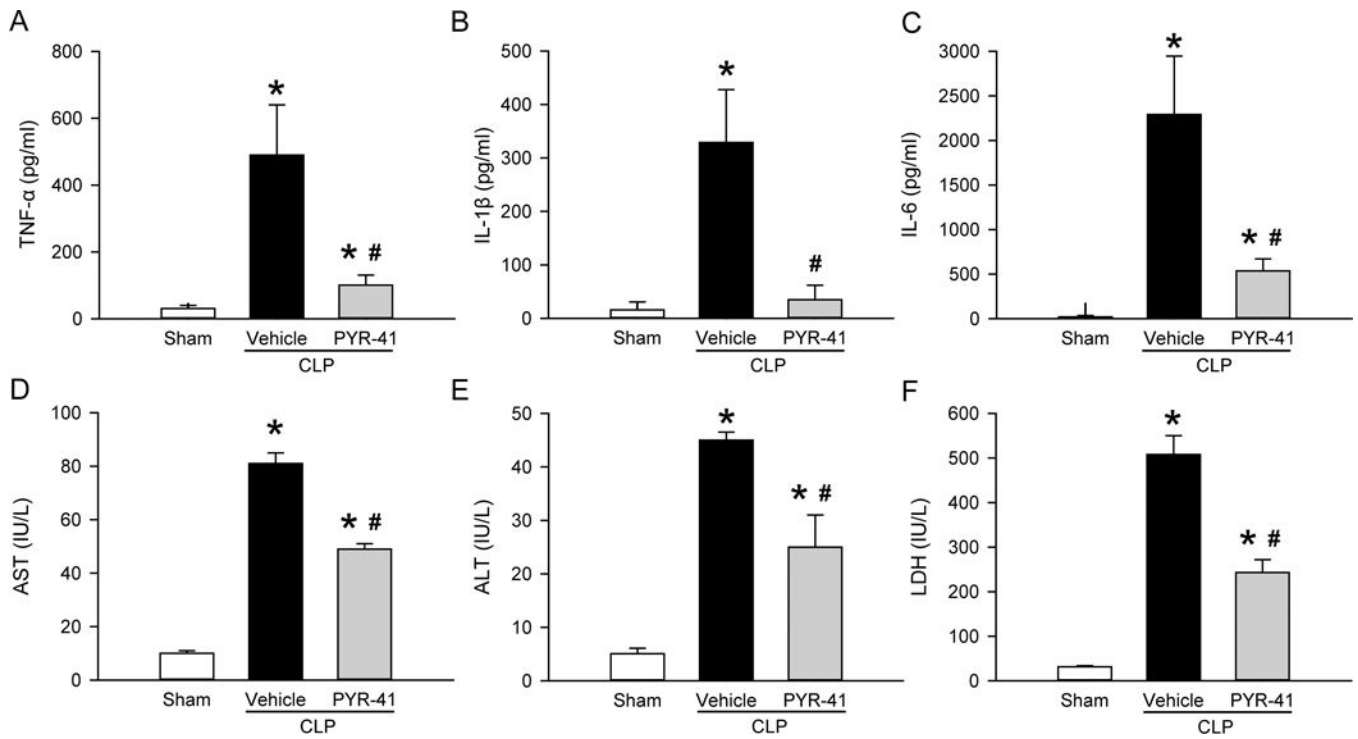 A
TNF-α (pg/ml)
800
600
400
200
0
*
* #
Sham Vehicle PYR-41
CLP
B
IL-1β (pg/ml)
500
400
300
200
100
0
*
#
Sham Vehicle PYR-41
CLP
C
IL-6 (pg/ml)
3000
2500
2000
1500
1000
500
0
*
* #
Sham Vehicle PYR-41
CLP
D
AST (IU/L)
100
80
60
40
20
0
*
* #
Sham Vehicle PYR-41
CLP
E
ALT (IU/L)
50
40
30
20
10
0
*
* #
Sham Vehicle PYR-41
CLP
F
LDH (IU/L)
600
500
400
300
200
100
0
*
* #
Sham Vehicle PYR-41
CLP